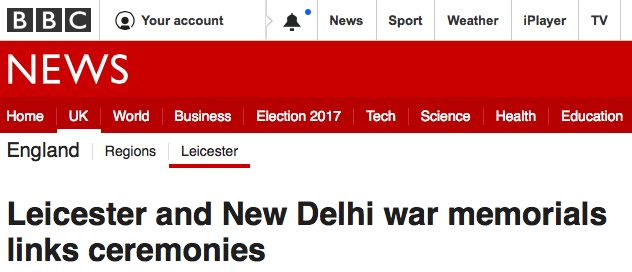 BBC Your account News Sport Weather iPlayer TV
NEWS
Home UK World Business Election 2017 Tech Science Health Education
England Regions Leicester
Leicester and New Delhi war memorials
links ceremonies